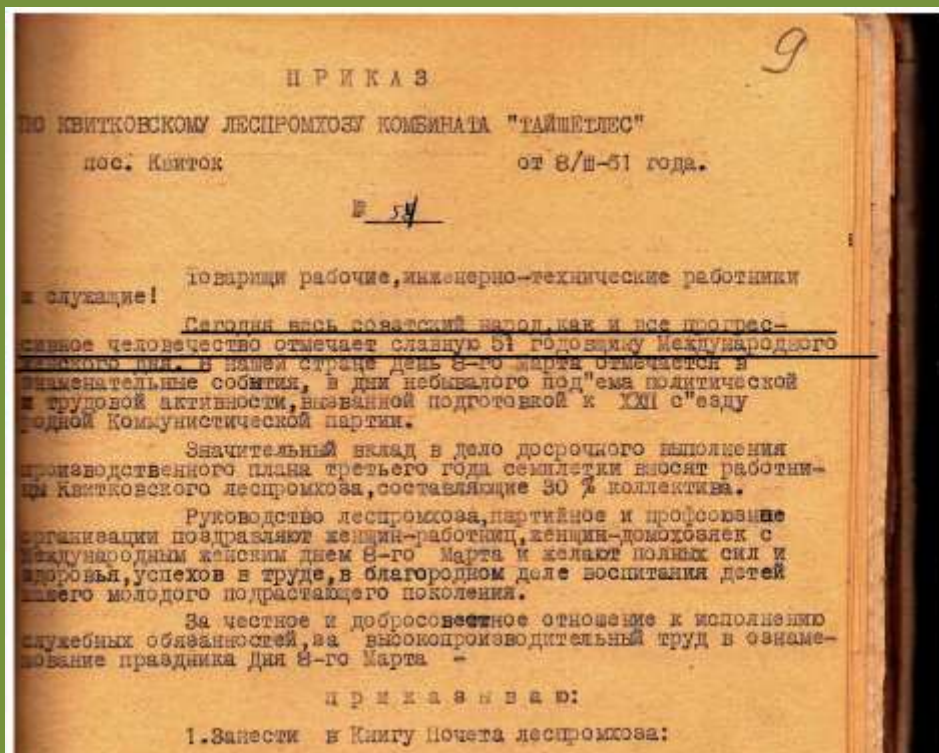 9
ПРИКАЗ
ПО КВИТКОВСКОМУ ЛЕСПРОМХОЗУ КОМБИНАТА "ТАЙШЕТЛЕС"
пос. Квиток от 8/Ш-61 года.
№
Товарищи рабочие,инженерно-технические работники
и служащие!
Сегодня весь советский народ,как и все прогрес-
сивное человечество отмечает славную 51 годовщину Международного
женского дня. В нашей стране день 8-го Марта отмечается в
знаменательные события, в дни небывалого под"ема политической
и трудовой активности,вызванной подготовкой к XXП с"езду
родной Коммунистической партии.
Значительный вклад в дело досрочного выполнения
производственного плана третьего года семилетки вносят работни-
цы Квитковского леспромхоза,составляющие 30 % коллектива.
Руководство леспромхоза,партийное и профсоюзные
организации поздравляют женщин-работниц,женщин-домохозяек с
Международным женским днем 8-го Марта и желают полных сил и
здоровья,успехов в труде,в благородном деле воспитания детей
нашего молодого подрастающего поколения.
За честное и добросовестное отношение к исполнению
служебных обязанностей,за высокопроизводительный труд в ознаме-
нование праздника Дня 8-го Марта -
приказываю:
1.Занести в Книгу Почета леспромхоза: